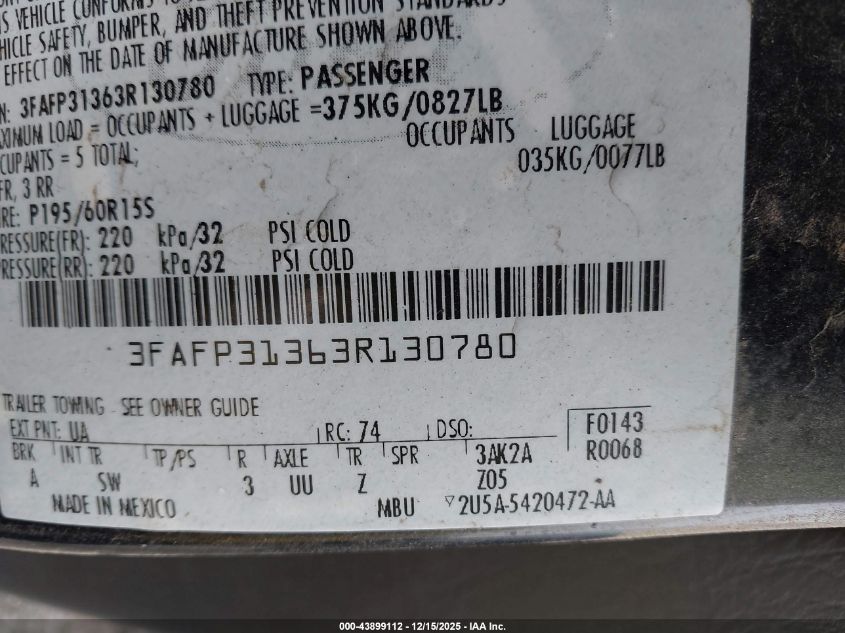 S VEHICLE CONFORMS TO
VEHICLE SAFETY, BUMPER, AND THEFT PREVENTION STANDARDS
EFFECT ON THE DATE OF MANUFACTURE SHOWN ABOVE.
N: 3FAFP31363R130780 TYPE: PASSENGER
XIMUM LOAD = OCCUPANTS + LUGGAGE =375KG/0827LB
CUPANTS = 5 TOTAL; OCCUPANTS LUGGAGE
FR, 3 RR 035KG/0077LB
RE: P195/60R15S
RESSURE(FR): 220 kPa/32 PSI COLD
RESSURE(RR): 220 kPa/32 PSI COLD
3FAFP31363R130780
TRAILER TOWING - SEE OWNER GUIDE
EXT PNT: UA RC: 74 DSO: F0143
BRK INT TR TP/PS R AXLE TR SPR 3AK2A R0068
A SW 3 UU Z Z05
MADE IN MEXICO MBU ▽2U5A-5420472-AA
000-43899112 - 12/15/2025 - IAA Inc.